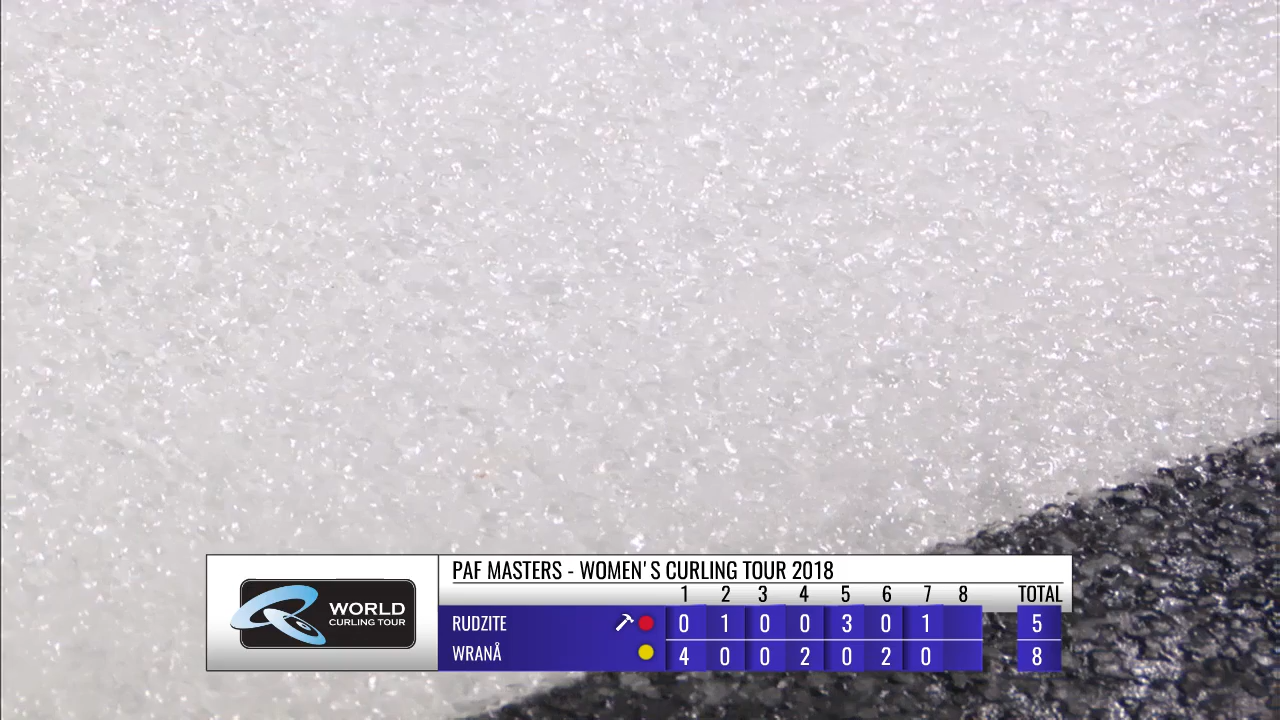 PAF MASTERS - WOMEN'S CURLING TOUR 2018
1 2 3 4 5 6 7 8 TOTAL
WORLD
CURLING TOUR
RUDZITE 0 1 0 0 3 0 1 5
WRANÅ 4 0 0 2 0 2 0 8